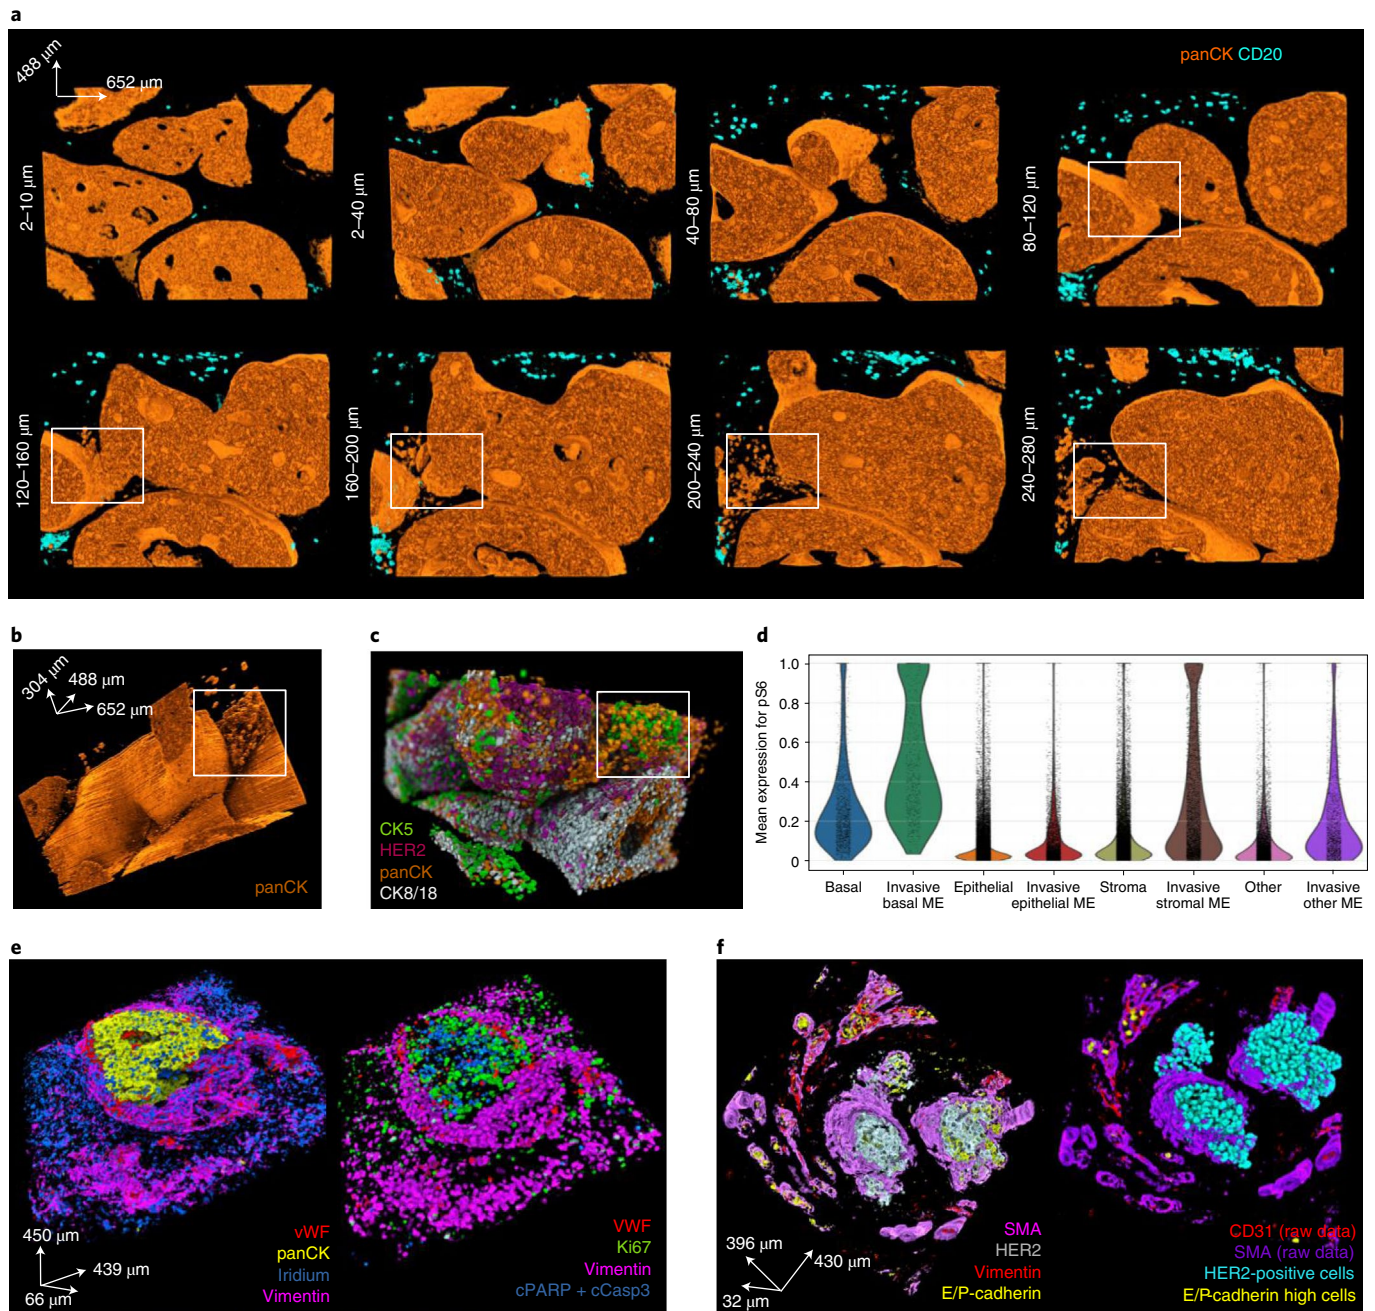 a
panCK CD20
488 µm
652 µm
2–10 µm
2–40 µm
40–80 µm
80–120 µm
120–160 µm
160–200 µm
200–240 µm
240–280 µm
b
304 µm
488 µm
652 µm
panCK
c
CK5
HER2
panCK
CK8/18
d
Mean expression for pS6
1.0
0.8
0.6
0.4
0.2
0
Basal
Invasive
basal ME
Epithelial
Invasive
epithelial ME
Stroma
Invasive
stromal ME
Other
Invasive
other ME
e
450 µm
439 µm
66 µm
vWF
panCK
Iridium
Vimentin
VWF
Ki67
Vimentin
cPARP + cCasp3
f
396 µm
430 µm
32 µm
SMA
HER2
Vimentin
E/P-cadherin
CD31 (raw data)
SMA (raw data)
HER2-positive cells
E/P-cadherin high cells